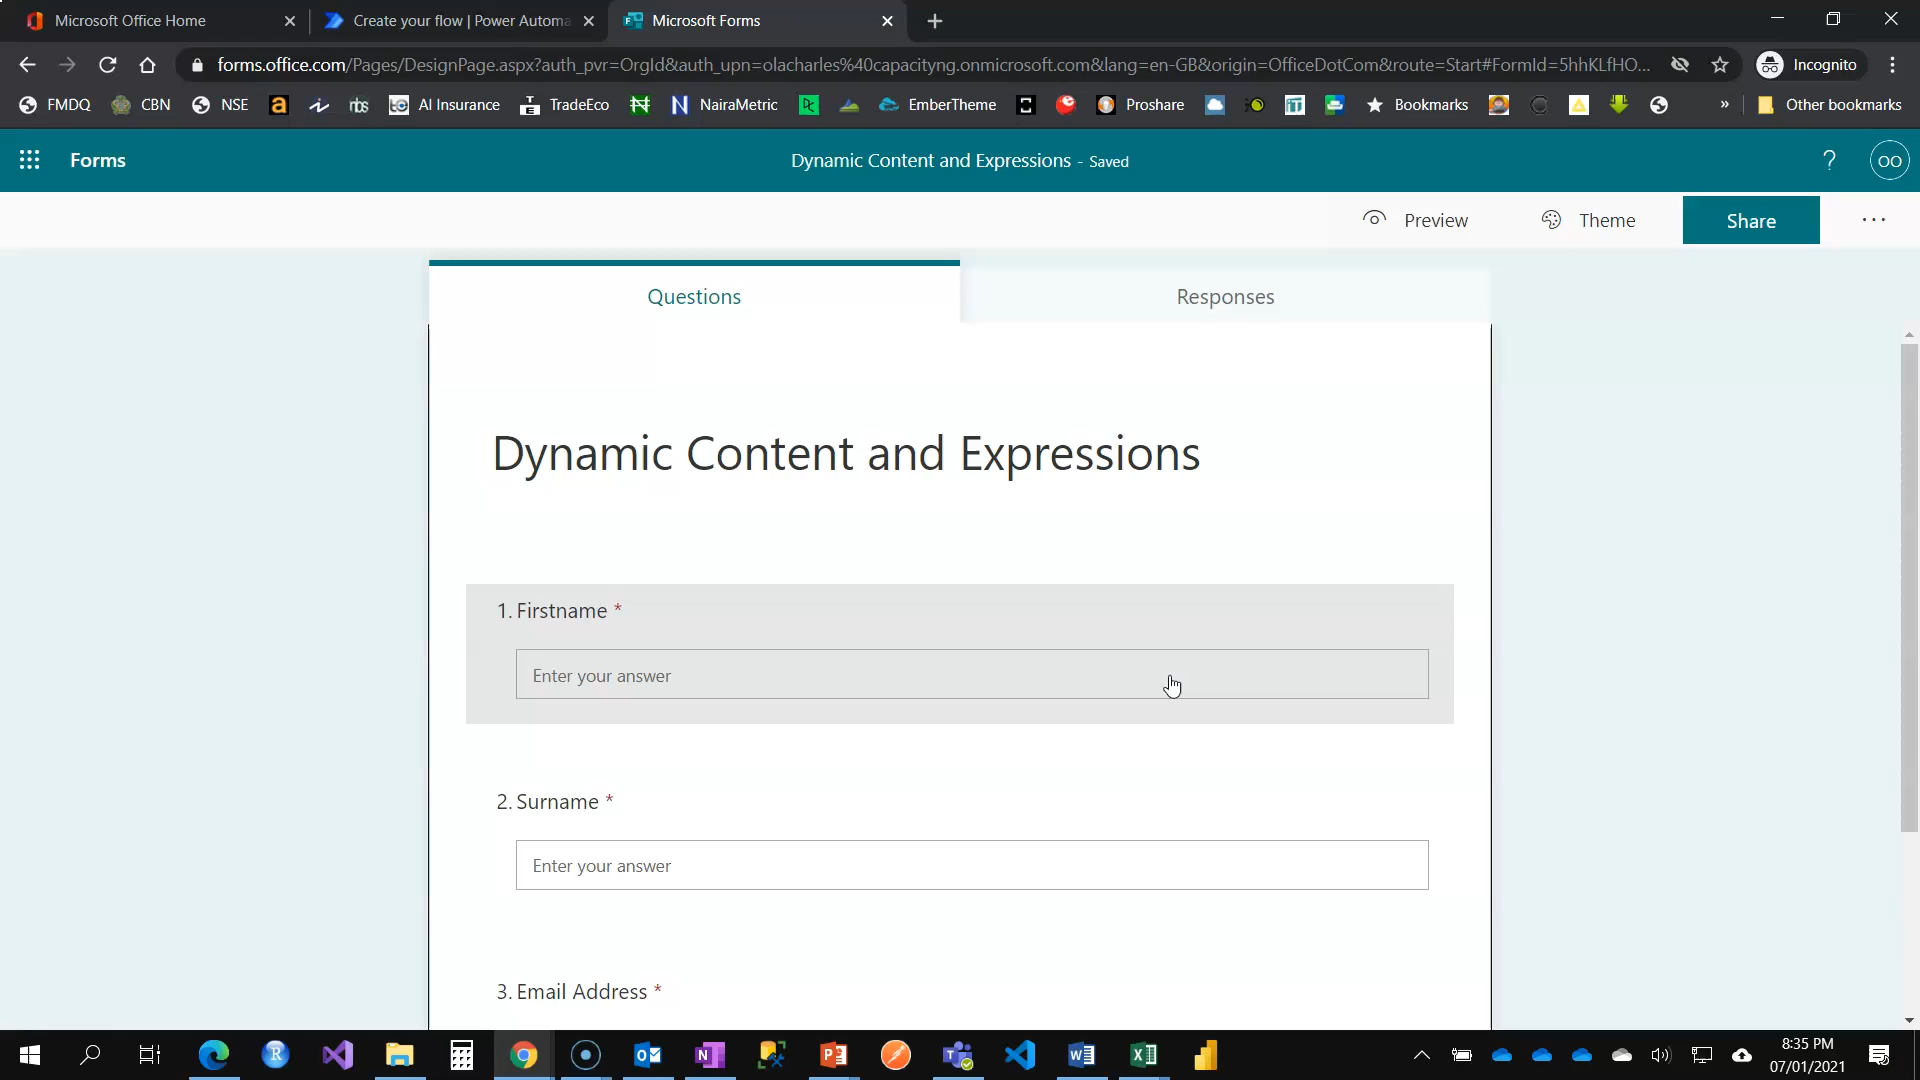 Microsoft Office Home
Create your flow | Power Automa
Microsoft Forms
forms.office.com/Pages/DesignPage.aspx?auth_pvr=OrgId&auth_upn=olacharles%40capacityng.onmicrosoft.com&lang=en-GB&origin=OfficeDotCom&route=Start#FormId=5hhKLfHO...
Incognito
FMDQ
CBN
NSE
AI Insurance
TradeEco
NairaMetric
EmberTheme
Proshare
Bookmarks
»
Other bookmarks
Forms
Dynamic Content and Expressions - Saved
?
OO
Preview
Theme
Share
...
Questions
Responses
Dynamic Content and Expressions
1. Firstname *
Enter your answer
2. Surname *
Enter your answer
3. Email Address *
8:35 PM
07/01/2021